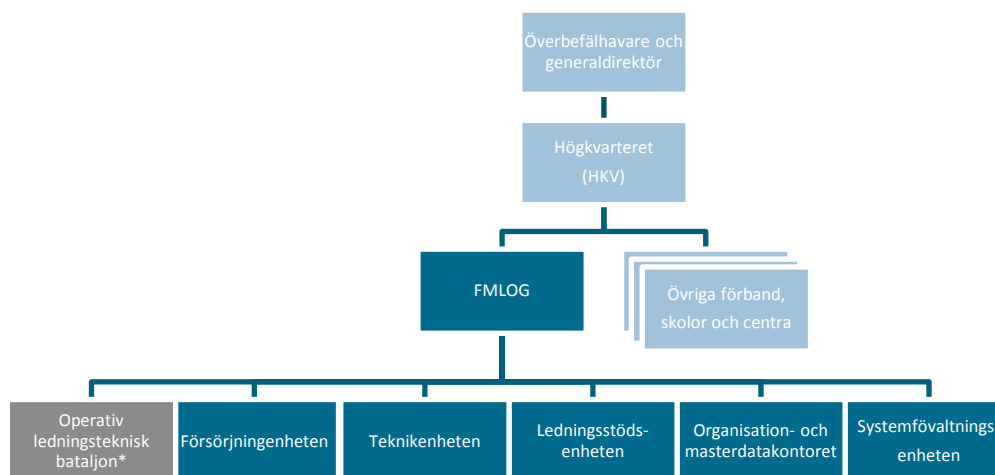 Överbefälhavare och
generaldirektör
Högkvarteret
(HKV)
FMLOG
Övriga förband,
skolor och centra
Operativ
ledningsteknisk
bataljon*
Försörjningenheten
Teknikenheten
Ledningsstöds-
enheten
Organisation- och
masterdatakontoret
Systemfövaltnings
enheten